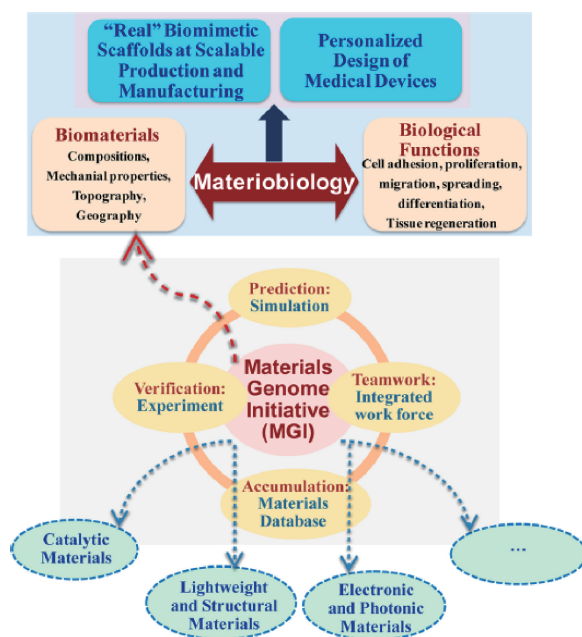 “Real” Biomimetic
Scaffolds at Scalable
Production and
Manufacturing
Personalized
Design of
Medical Devices
Biomaterials
Compositions,
Mechanial properties,
Topography,
Geography
Materiobiology
Biological
Functions
Cell adhesion, proliferation,
migration, spreading,
differentiation,
Tissue regeneration
Prediction:
Simulation
Verification:
Experiment
Materials
Genome
Initiative
(MGI)
Teamwork:
Integrated
work force
Accumulation:
Materials
Database
Catalytic
Materials
Lightweight
and Structural
Materials
Electronic
and Photonic
Materials
...